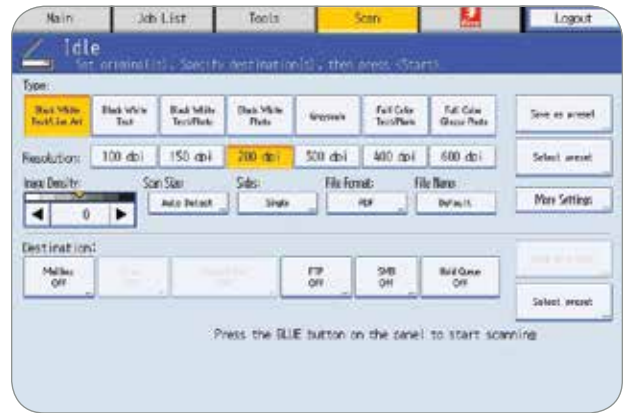 Main Job List Tools Scan Logout
Idle
Set original(s), Specify destination(s), then press <Start>.
Type:
Black White Text/Line Art Black White Text Black White Text/Photo Black White Photo Grayscale Full Color Text/Photo Full Color Glossy Photo Save as preset
Resolution: 100 dpi 150 dpi 200 dpi 300 dpi 400 dpi 600 dpi Select preset
Image Density: Scan Size: Sides: File Format: File Name:
0 Auto Detect Single PDF Default More Settings
Destination:
Mailbox OFF FTP OFF SMB OFF Hold Queue OFF
Select preset
Press the BLUE button on the panel to start scanning